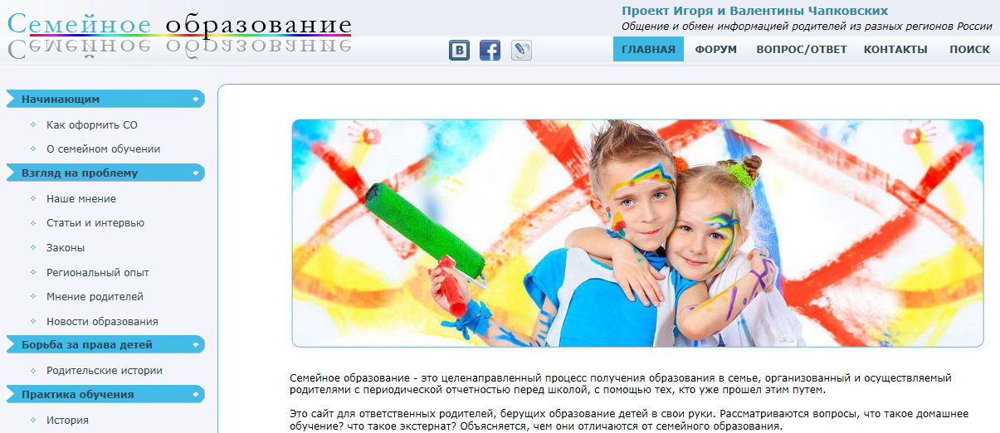 Семейное образование
Проект Игоря и Валентины Чапковских
Общение и обмен информацией родителей из разных регионов России
ГЛАВНАЯ ФОРУМ ВОПРОС/ОТВЕТ КОНТАКТЫ ПОИСК
Начинающим
Как оформить СО
О семейном обучении
Взгляд на проблему
Наше мнение
Статьи и интервью
Законы
Региональный опыт
Мнение родителей
Новости образования
Борьба за права детей
Родительские истории
Практика обучения
История
Семейное образование - это целенаправленный процесс получения образования в семье, организованный и осуществляемый
родителями с периодической отчетностью перед школой, с помощью тех, кто уже прошел этим путем.
Это сайт для ответственных родителей, берущих образование детей в свои руки. Рассматриваются вопросы, что такое домашнее
обучение? что такое экстернат? Объясняется, чем они отличаются от семейного образования.